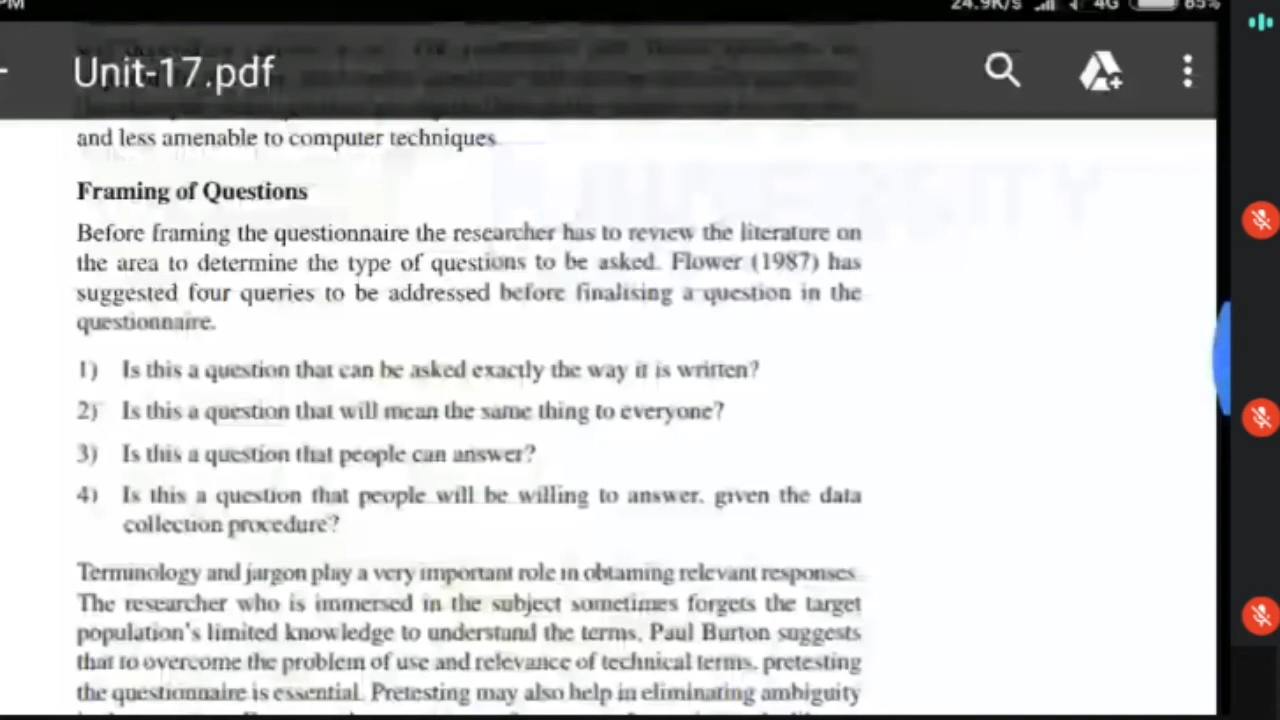 PM
24.9K/s
4G
85%
Unit-17.pdf
and less amenable to computer techniques
Framing of Questions
Before framing the questionnaire the researcher has to review the literature on
the area to determine the type of questions to be asked. Flower (1987) has
suggested four queries to be addressed before finalising a question in the
questionnaire.
1) Is this a question that can be asked exactly the way it is written?
2) Is this a question that will mean the same thing to everyone?
3) Is this a question that people can answer?
4) Is this a question that people will be willing to answer, given the data
collection procedure?
Terminology and jargon play a very important role in obtaining relevant responses.
The researcher who is immersed in the subject sometimes forgets the target
population's limited knowledge to understand the terms. Paul Burton suggests
that to overcome the problem of use and relevance of technical terms, pretesting
the questionnaire is essential. Pretesting may also help in eliminating ambiguity